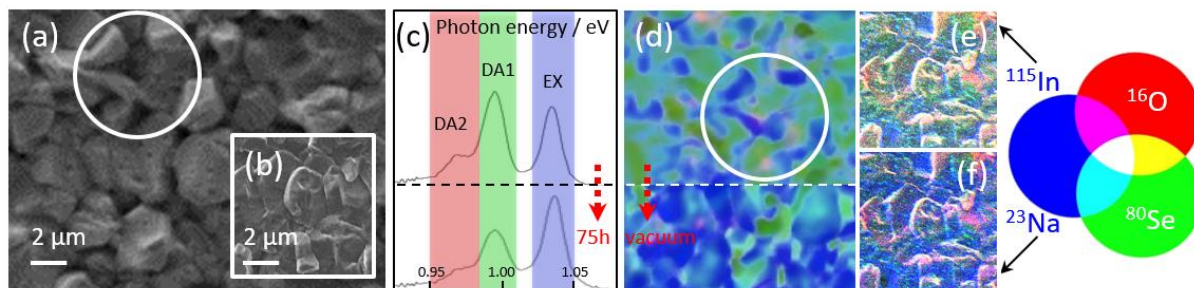 (a)
(b)
2 μm
2 μm
(c)
Photon energy / eV
DA2
DA1
EX
75h
0.95
1.00
1.05
(d)
vacuum
(e)
(f)
¹¹⁵In
²³Na
¹⁶O
⁸⁰Se